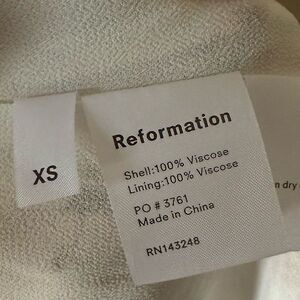 XS
Reformation
Shell:100% Viscose
Lining:100% Viscose
PO # 3761
Made in China
RN143248
dry